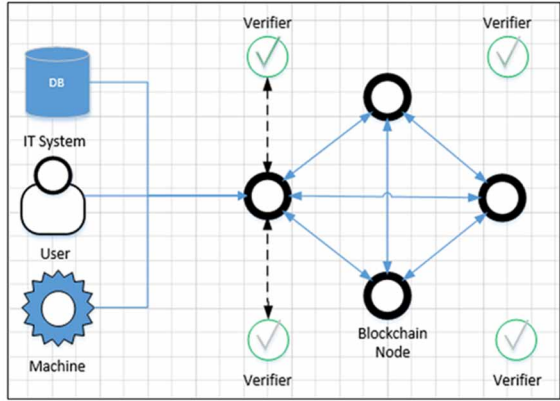 Verifier
Verifier
DB
IT System
User
Blockchain
Node
Machine
Verifier
Verifier